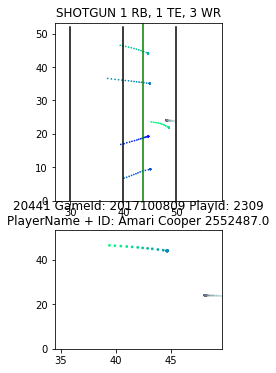 SHOTGUN 1 RB, 1 TE, 3 WR
50
40
30
20
10
0
30 40 50
20441 GameId: 2017100809 PlayId: 2309
PlayerName + ID: Amari Cooper 2552487.0
40
20
0
35 40 45